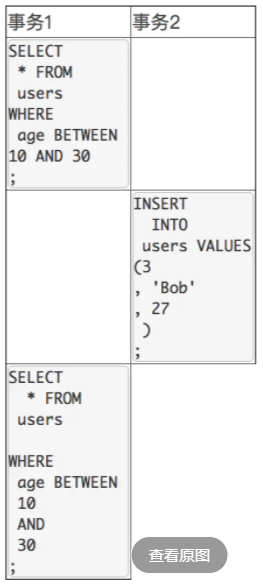 事务1
事务2
SELECT
* FROM
users
WHERE
age BETWEEN
10 AND 30
;
INSERT
INTO
users VALUES
(3
, 'Bob'
, 27
)
;
SELECT
* FROM
users
WHERE
age BETWEEN
10
AND
30
;
查看原图